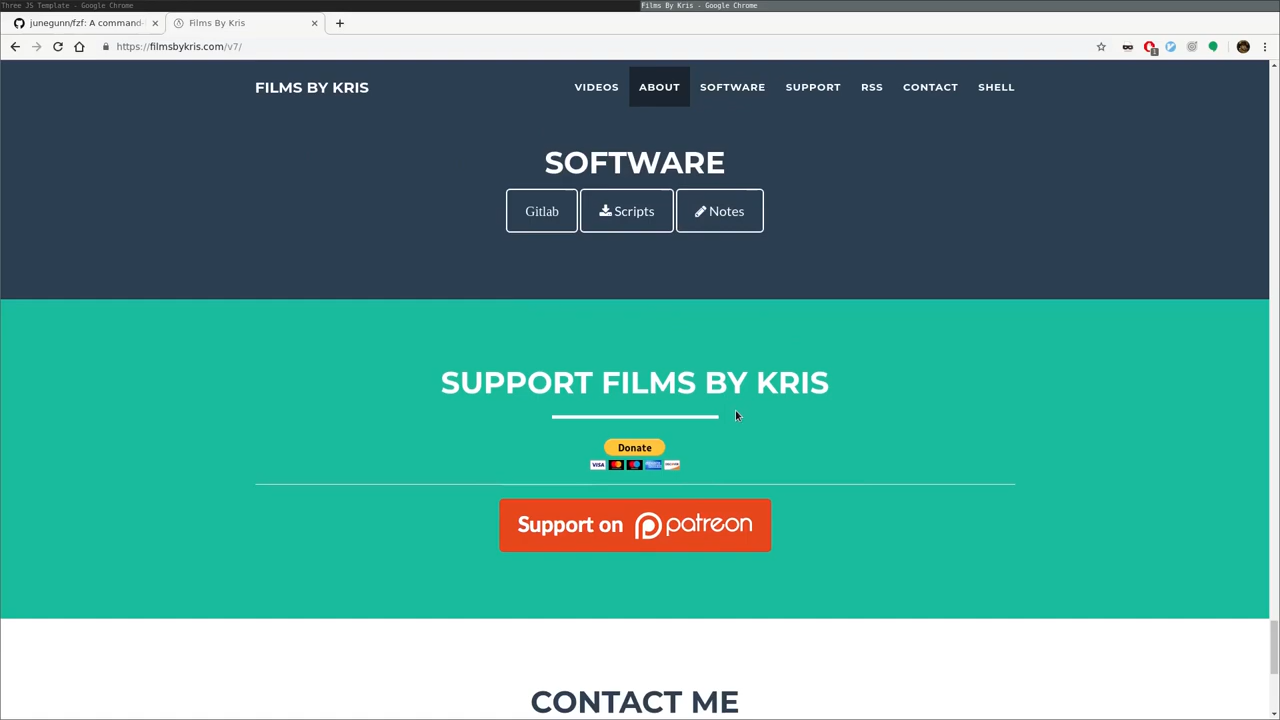 Three JS Template - Google Chrome
Films By Kris - Google Chrome
junegunn/fzf: A command-
Films By Kris
https://filmsbykris.com/v7/
1
FILMS BY KRIS
VIDEOS ABOUT SOFTWARE SUPPORT RSS CONTACT SHELL
SOFTWARE
Gitlab Scripts Notes
SUPPORT FILMS BY KRIS
Donate
VISA
Support on patreon
CONTACT ME